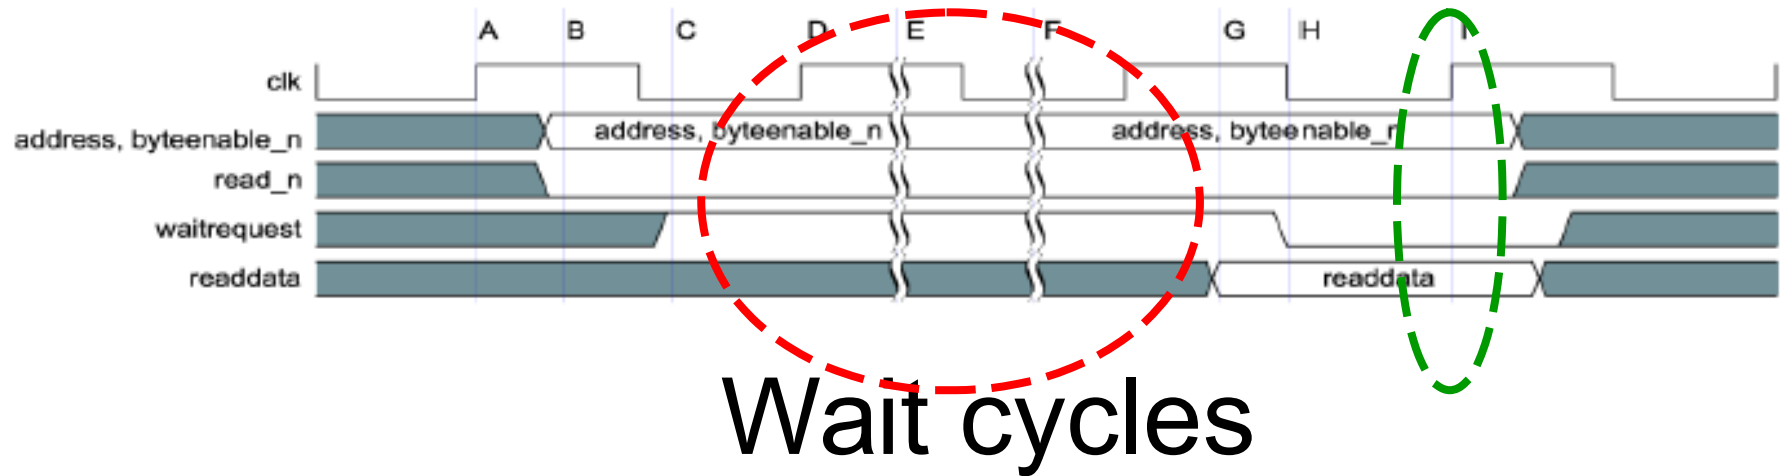 A B C D E F G H I
clk
address, byteenable_n address, byteenable_n address, byteenable_n
read_n
waitrequest
readdata readdata
Wait cycles